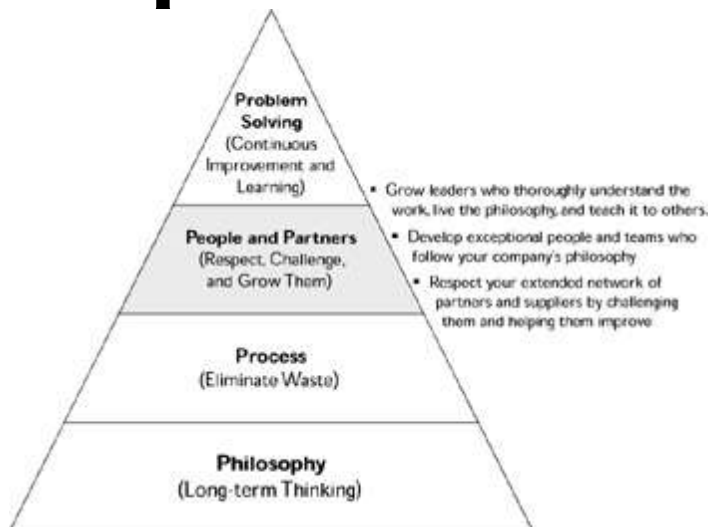 Problem
Solving
(Continuous
Improvement and
Learning)
People and Partners
(Respect, Challenge,
and Grow Them)
▪ Grow leaders who thoroughly understand the
work, live the philosophy, and teach it to others.
▪ Develop exceptional people and teams who
follow your company's philosophy
▪ Respect your extended network of
partners and suppliers by challenging
them and helping them improve
Process
(Eliminate Waste)
Philosophy
(Long-term Thinking)